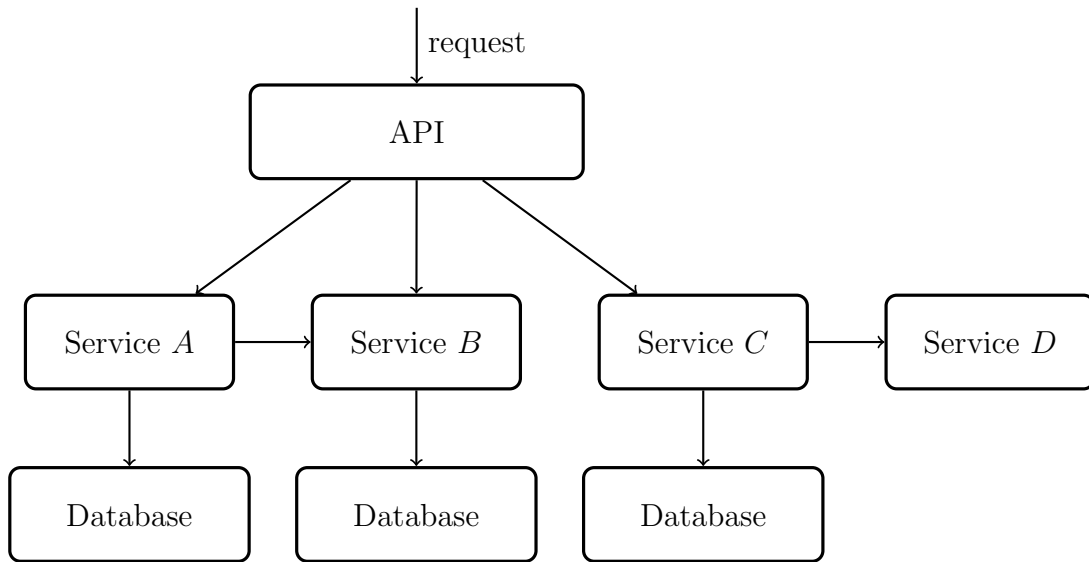 request
API
Service A
Service B
Service C
Service D
Database
Database
Database